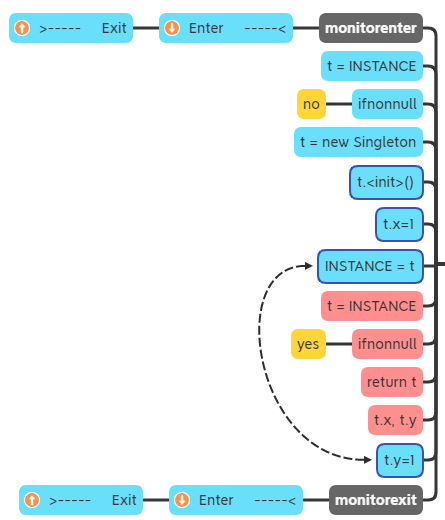 >----- Exit Enter -----< monitorenter
t = INSTANCE
no ifnonnull
t = new Singleton
t.<init>()
t.x=1
INSTANCE = t
t = INSTANCE
yes ifnonnull
return t
t.x, t.y
t.y=1
>----- Exit Enter -----< monitorexit